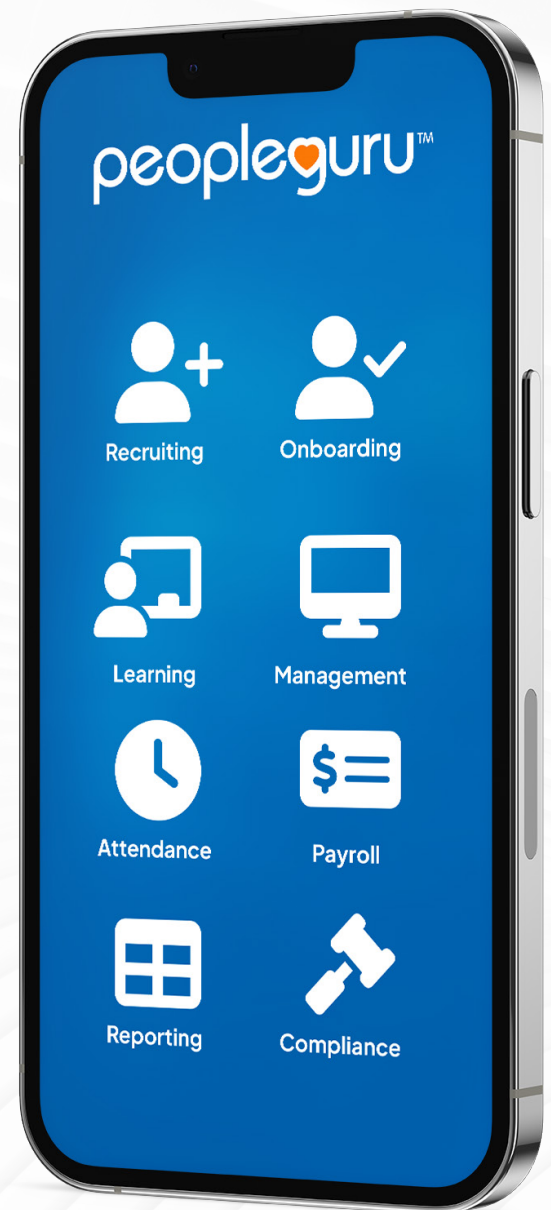 peopleguru™
Recruiting
Onboarding
Learning
Management
Attendance
$
Payroll
Reporting
Compliance